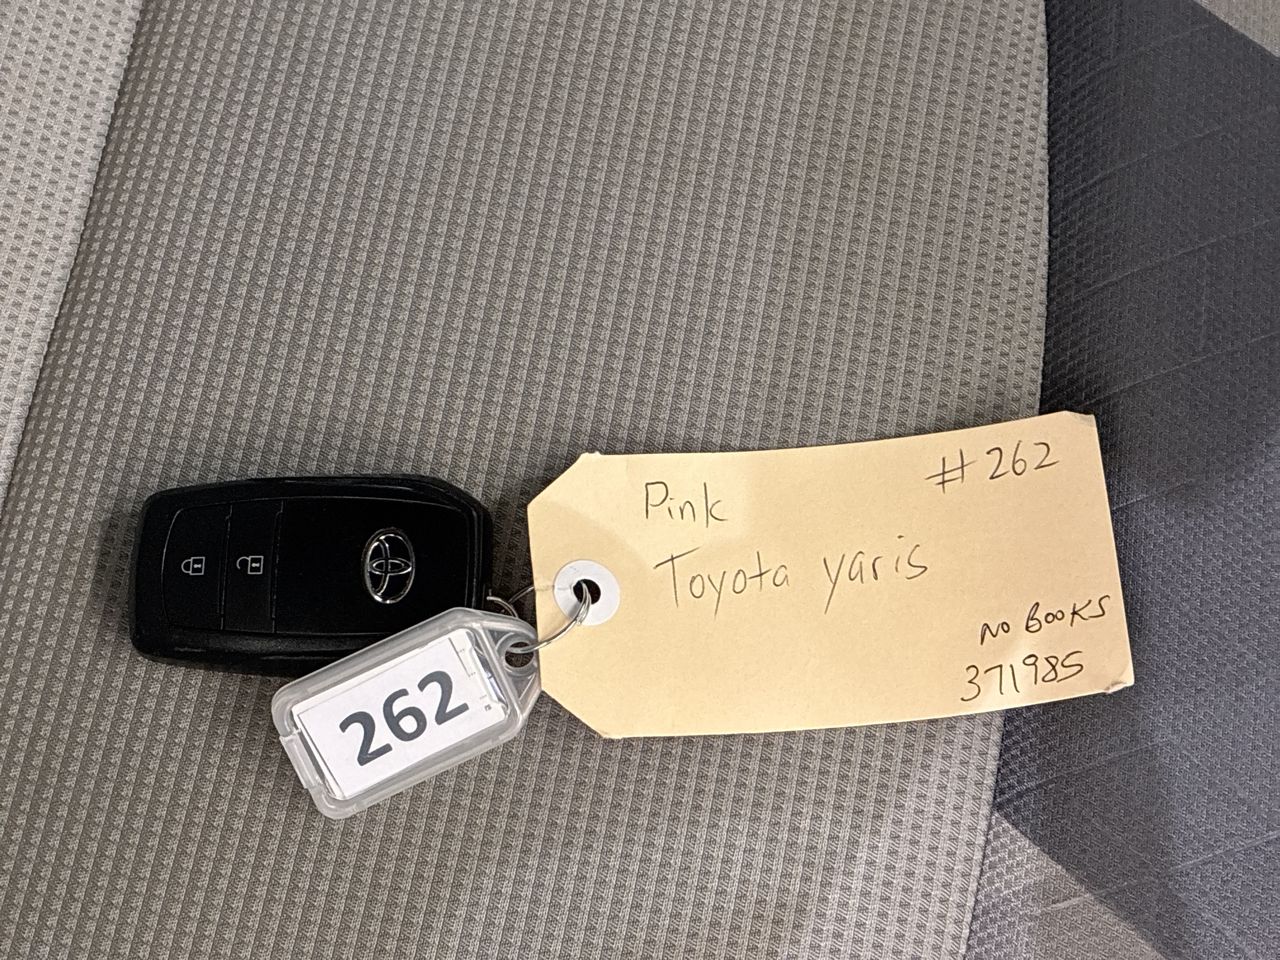 #262
Pink
Toyota yaris
NO BOOKS
371985
262